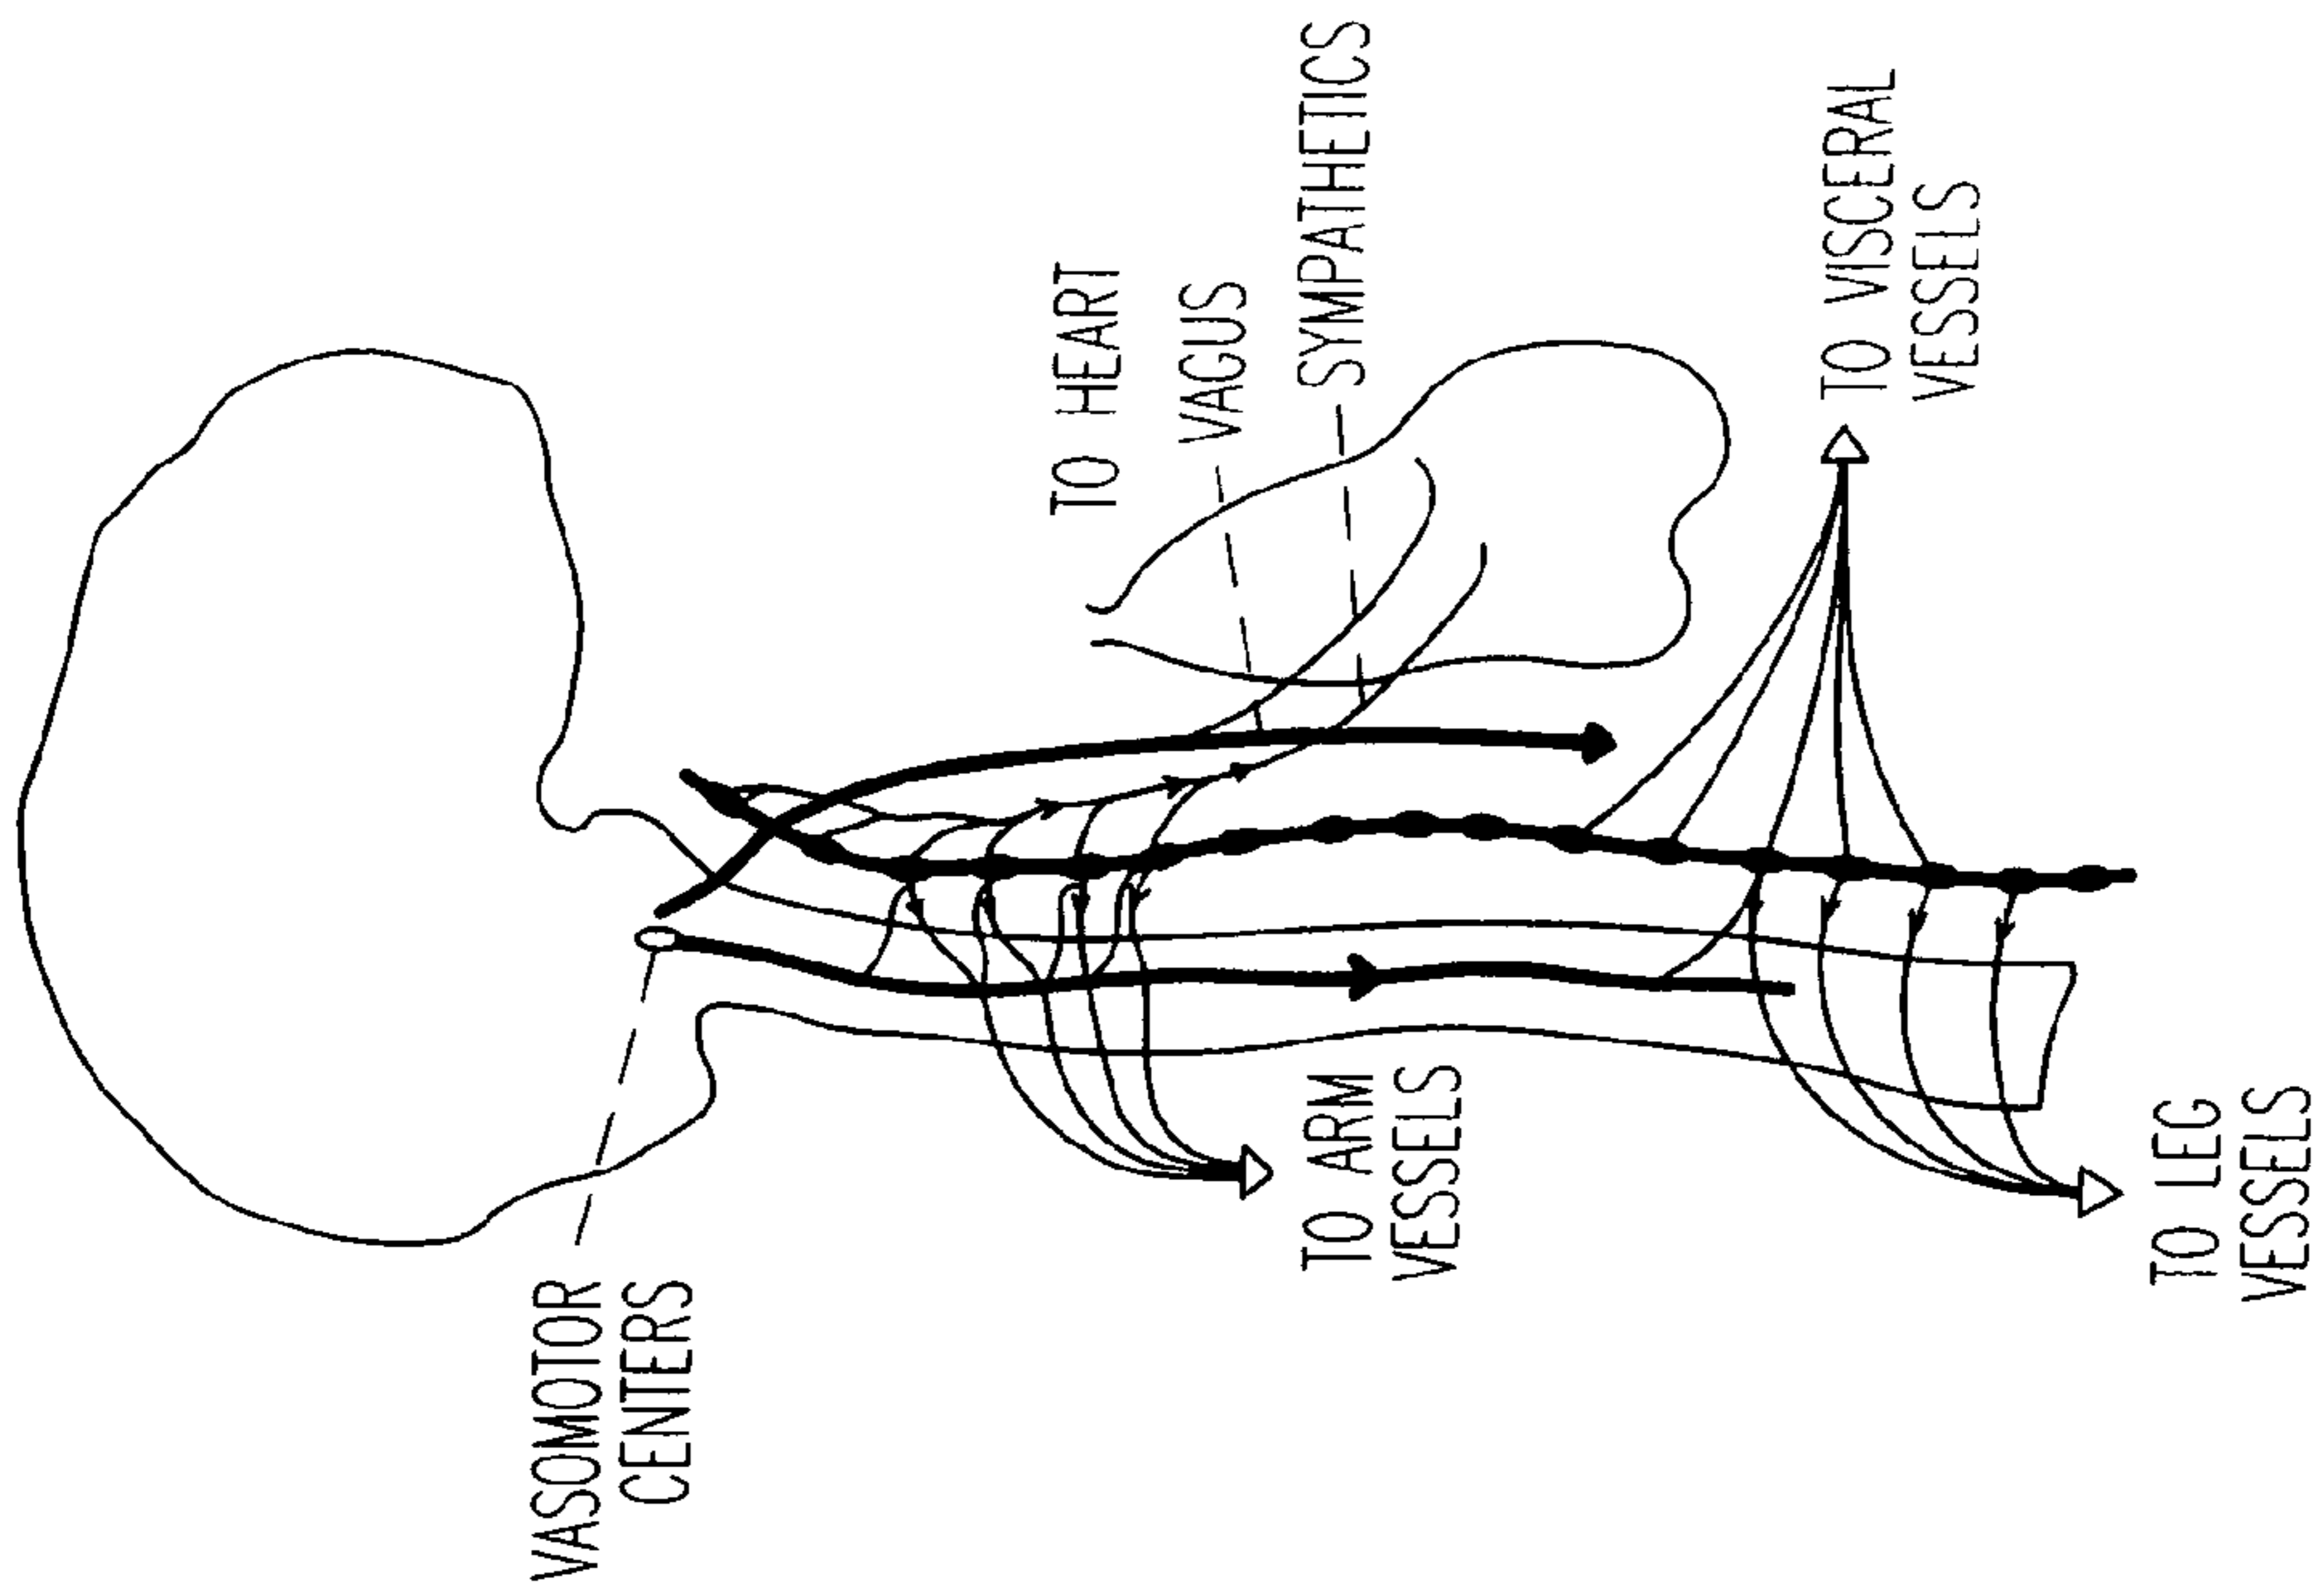 VASOMOTOR
CENTERS
TO HEART
VAGUS
SYMPATHETICS
TO ARM
VESSELS
TO VISCERAL
VESSELS
TO LEG
VESSELS